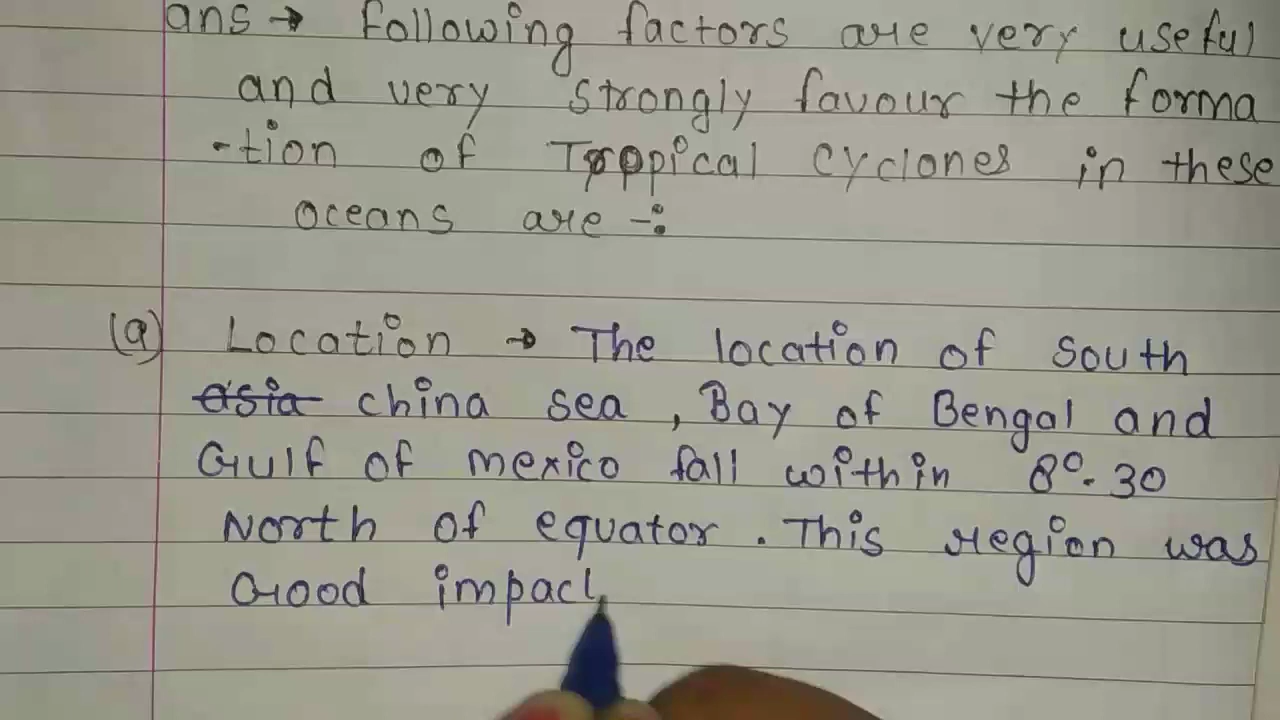 ans → Following factors are very useful
and very strongly favour the forma
-tion of Tropical cyclones in these
oceans are -:
(a) Location → The location of south
asia china sea, Bay of Bengal and
Gulf of mexico fall within 8°-30
North of equator. This region was
Good impact